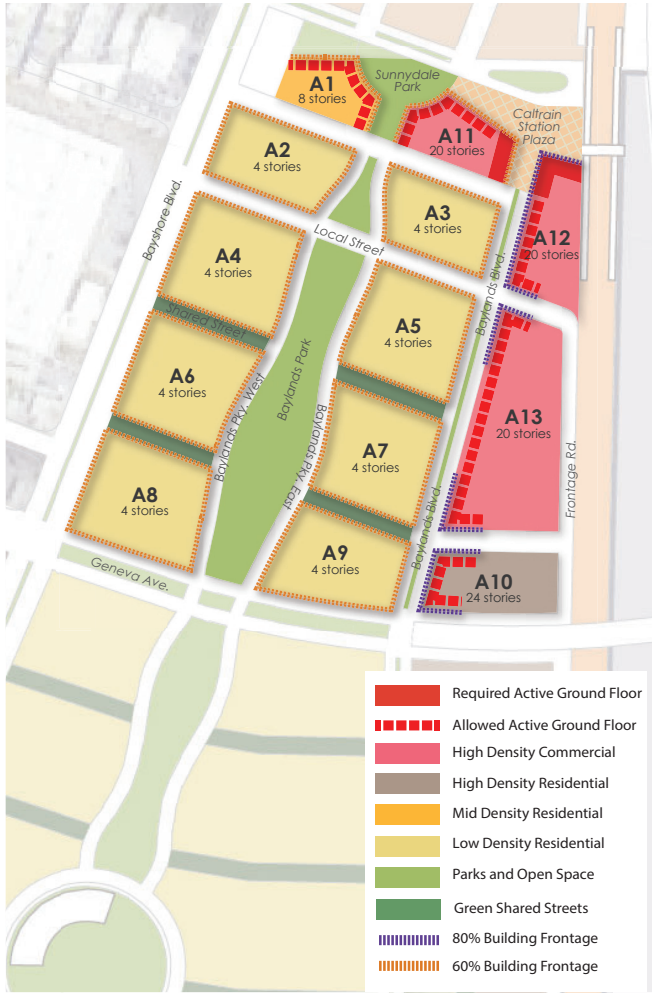 Sunnydale
Park
A1
8 stories
Caltrain
Station
Plaza
A11
20 stories
A2
4 stories
A3
4 stories
A12
20 stories
Bayshore Blvd.
Local Street
A4
4 stories
Baylands Blvd.
A5
4 stories
Shared Street
Baylands Park
A6
4 stories
Baylands Pky. West
Baylands Pky. East
A13
20 stories
A7
4 stories
Frontage Rd.
A8
4 stories
Baylands Blvd.
A9
4 stories
A10
24 stories
Geneva Ave.
Required Active Ground Floor
Allowed Active Ground Floor
High Density Commercial
High Density Residential
Mid Density Residential
Low Density Residential
Parks and Open Space
Green Shared Streets
80% Building Frontage
60% Building Frontage